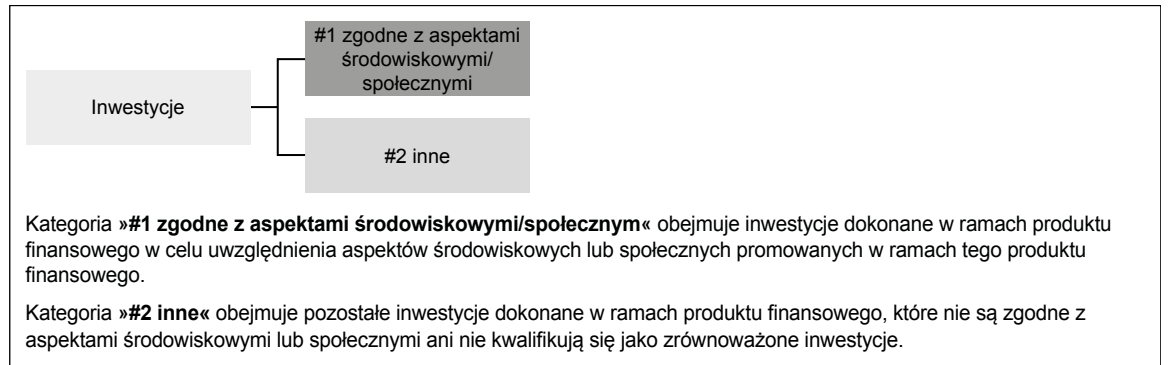 #1 zgodne z aspektami
środowiskowymi/
społecznymi
Inwestycje
#2 inne
Kategoria »#1 zgodne z aspektami środowiskowymi/społecznym« obejmuje inwestycje dokonane w ramach produktu
finansowego w celu uwzględnienia aspektów środowiskowych lub społecznych promowanych w ramach tego produktu
finansowego.
Kategoria »#2 inne« obejmuje pozostałe inwestycje dokonane w ramach produktu finansowego, które nie są zgodne z
aspektami środowiskowymi lub społecznymi ani nie kwalifikują się jako zrównoważone inwestycje.